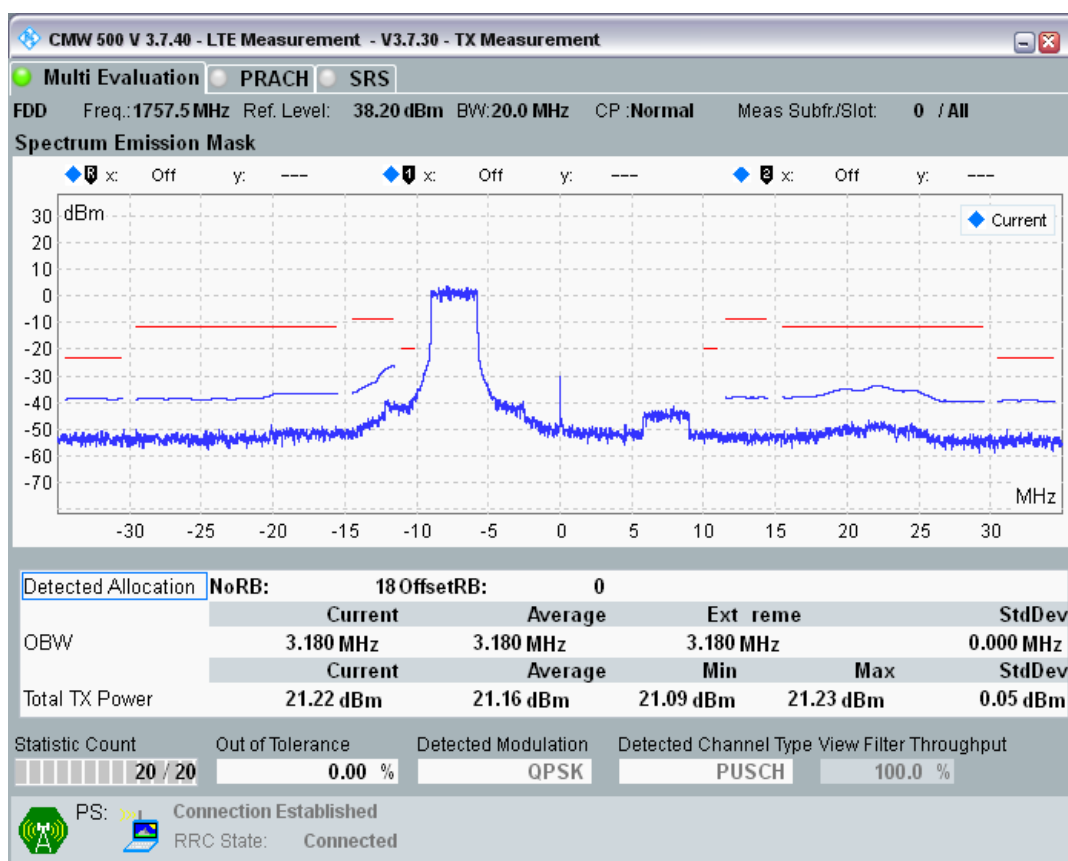 CMW 500 V 3.7.40 - LTE Measurement - V3.7.30 - TX Measurement
Multi Evaluation PRACH SRS
FDD Freq.: 1757.5 MHz Ref. Level: 38.20 dBm BW: 20.0 MHz CP : Normal Meas Subfr./Slot: 0 / All
Spectrum Emission Mask
R x: Off y: --- 1 x: Off y: --- 2 x: Off y: ---
dBm
Current
30
20
10
0
-10
-20
-30
-40
-50
-60
-70
MHz
-30 -25 -20 -15 -10 -5 0 5 10 15 20 25 30
Detected Allocation NoRB: 18 OffsetRB: 0
Current Average Ext reme StdDev
OBW 3.180 MHz 3.180 MHz 3.180 MHz 0.000 MHz
Current Average Min Max StdDev
Total TX Power 21.22 dBm 21.16 dBm 21.09 dBm 21.23 dBm 0.05 dBm
Statistic Count Out of Tolerance Detected Modulation Detected Channel Type View Filter Throughput
20 / 20 0.00 % QPSK PUSCH 100.0 %
PS: Connection Established
RRC State: Connected